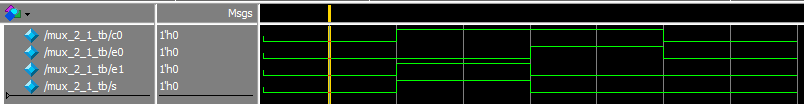 Msgs
/mux_2_1_tb/c0 1'h0
/mux_2_1_tb/e0 1'h0
/mux_2_1_tb/e1 1'h0
/mux_2_1_tb/s 1'h0